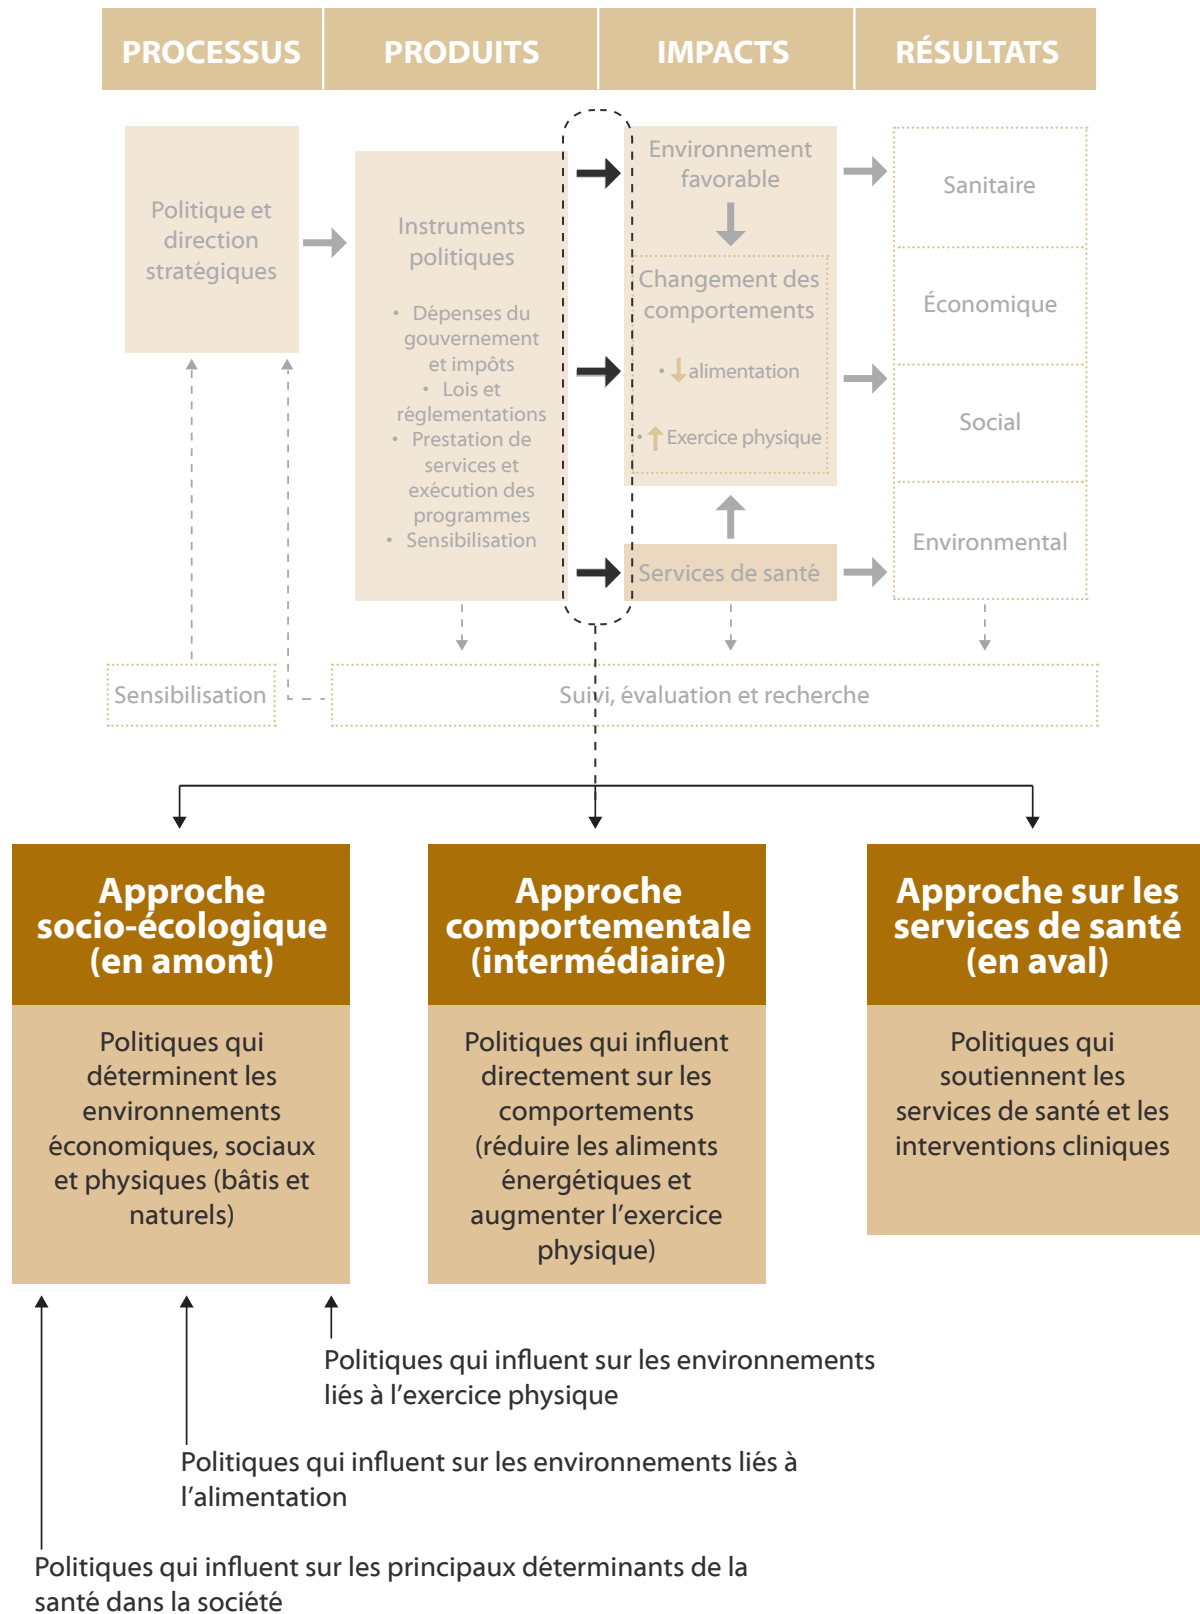 PROCESSUS
PRODUITS
IMPACTS
RÉSULTATS
Politique et
direction
stratégiques
Instruments
politiques
• Dépenses du
gouvernement
et impôts
• Lois et
réglementations
• Prestation de
services et
exécution des
programmes
• Sensibilisation
Environnement
favorable
Changement des
comportements
• alimentation
• Exercice physique
Services de santé
Sanitaire
Économique
Social
Environmental
Sensibilisation
Suivi, évaluation et recherche
Approche
socio-écologique
(en amont)
Politiques qui
déterminent les
environnements
économiques, sociaux
et physiques (bâtis et
naturels)
Approche
comportementale
(intermédiaire)
Politiques qui influent
directement sur les
comportements
(réduire les aliments
énergétiques et
augmenter l’exercice
physique)
Approche sur les
services de santé
(en aval)
Politiques qui
soutiennent les
services de santé et les
interventions cliniques
Politiques qui influent sur les environnements
liés à l’exercice physique
Politiques qui influent sur les environnements liés à
l’alimentation
Politiques qui influent sur les principaux déterminants de la
santé dans la société